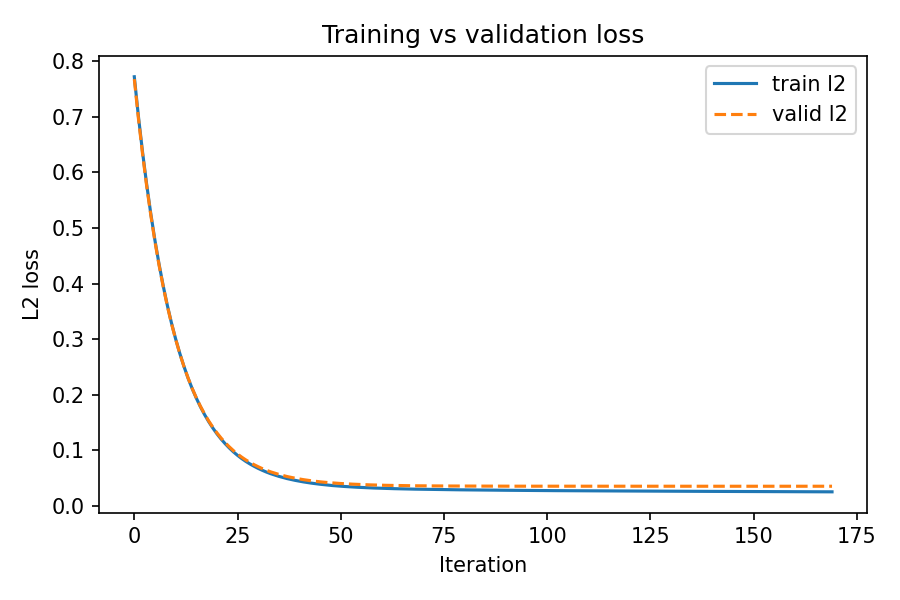 Training vs validation loss
train l2
valid l2
L2 loss
0.8
0.7
0.6
0.5
0.4
0.3
0.2
0.1
0.0
0 25 50 75 100 125 150 175
Iteration